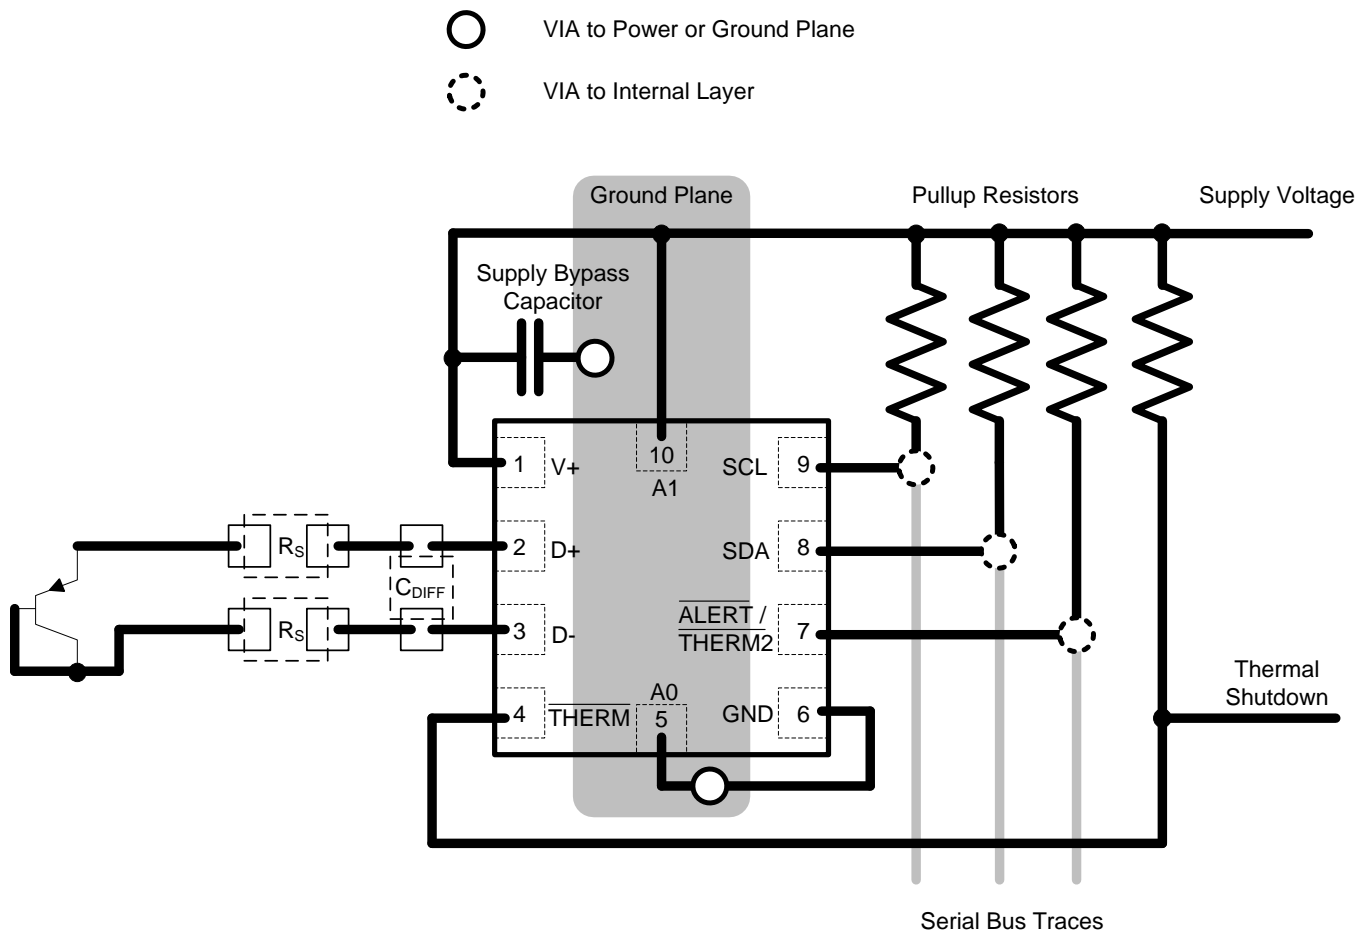 VIA to Power or Ground Plane
VIA to Internal Layer
Ground Plane
Pullup Resistors
Supply Voltage
Supply Bypass
Capacitor
1
V+
10
A1
SCL
9
RS
2
D+
SDA
8
CDIFF
RS
3
D-
ALERT /
THERM2
7
Thermal
Shutdown
4
THERM
A0
5
GND
6
Serial Bus Traces